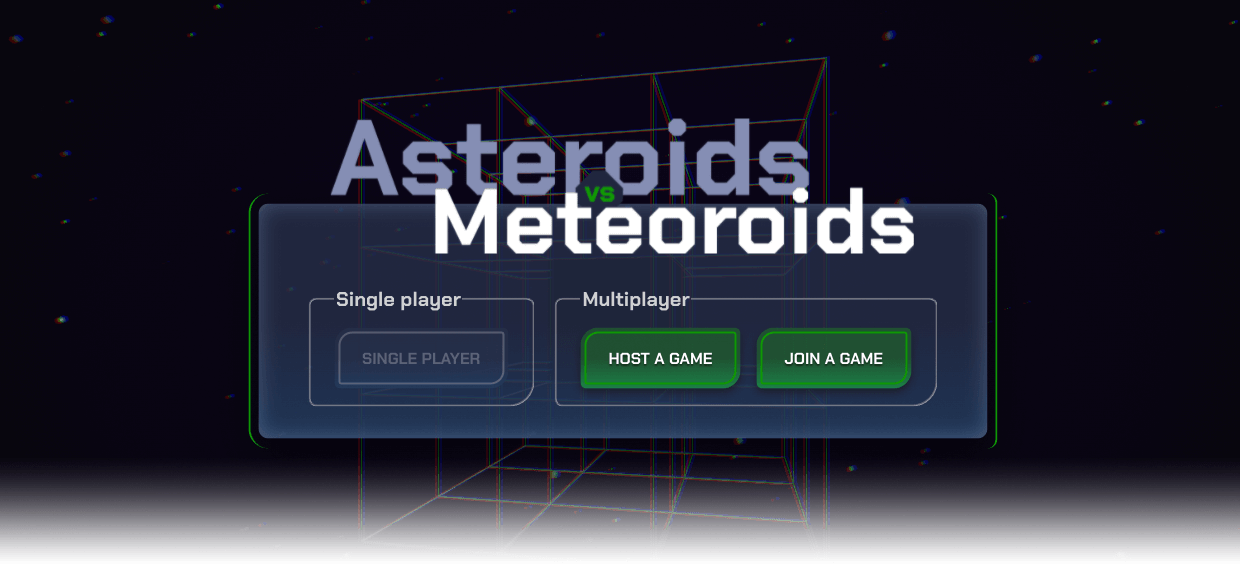 Asteroids
vs
Meteoroids
Single player
Multiplayer
SINGLE PLAYER
HOST A GAME
JOIN A GAME